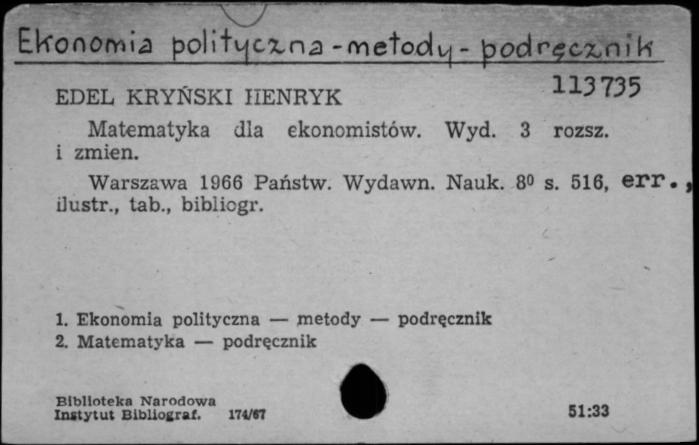 Ekonomia polityczna - metody - podręcznik
113735
EDEL KRYŃSKI HENRYK
Matematyka dla ekonomistów. Wyd. 3 rozsz.
i zmien.
Warszawa 1966 Państw. Wydawn. Nauk. 8⁰ s. 516, err.,
ilustr., tab., bibliogr.
1. Ekonomia polityczna — metody — podręcznik
2. Matematyka — podręcznik
Biblioteka Narodowa
Instytut Bibliograf. 174/67
51:33